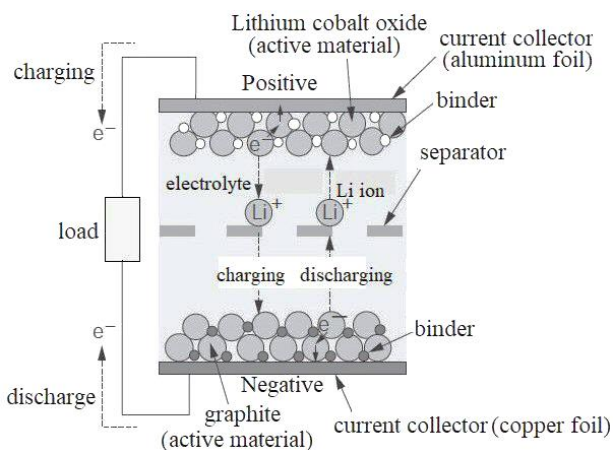 Lithium cobalt oxide
(active material)
current collector
(aluminum foil)
charging
Positive
binder
e⁻
e⁻
separator
electrolyte
Li ion
Li⁺
Li⁺
load
charging
discharging
e⁻
e⁻
binder
discharge
Negative
graphite
(active material)
current collector (copper foil)